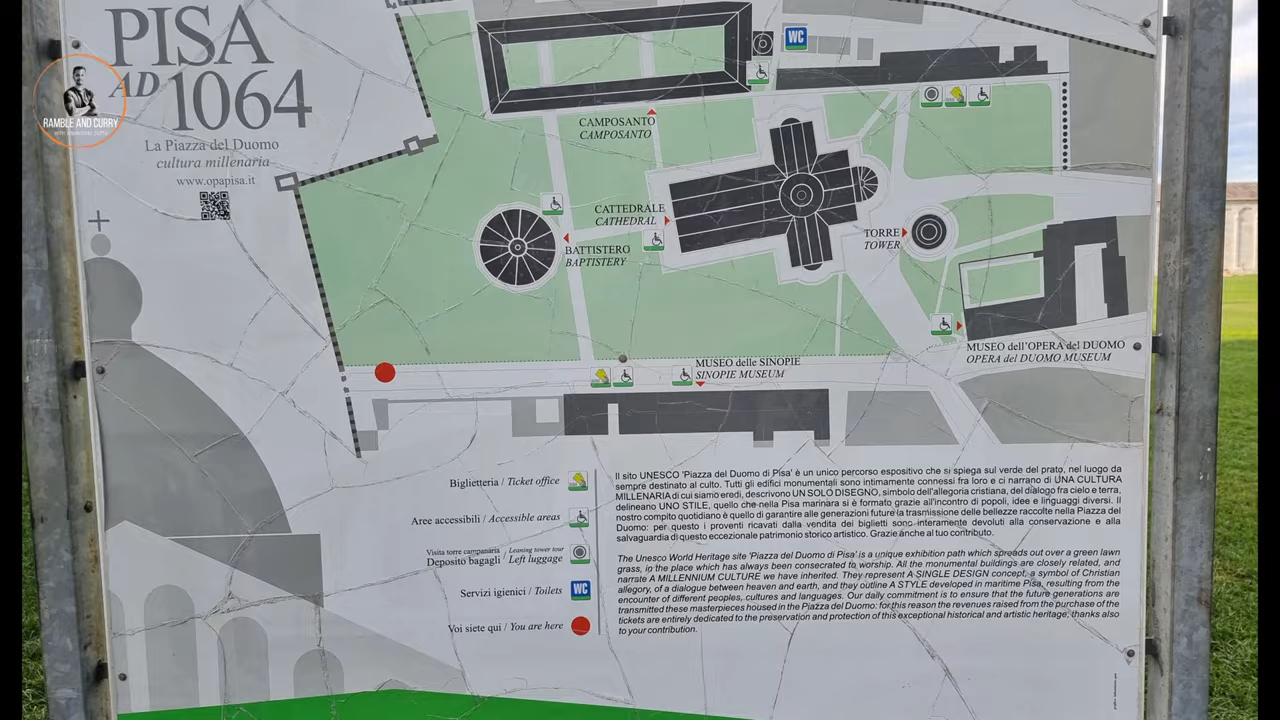 PISA
AD 1064
La Piazza del Duomo
cultura millenaria
www.opapisa.it
RAMBLE AND CURRY
WC
CAMPOSANTO
CAMPOSANTO
CATTEDRALE
CATHEDRAL
BATTISTERO
BAPTISTERY
TORRE
TOWER
MUSEO dell'OPERA del DUOMO
OPERA del DUOMO MUSEUM
MUSEO delle SINOPIE
SINOPIE MUSEUM
Biglietteria / Ticket office
Aree accessibili / Accessible areas
Visita torre campanaria / Leaning tower tour
Deposito bagagli / Left luggage
Servizi igienici / Toilets
WC
Voi siete qui / You are here
Il sito UNESCO 'Piazza del Duomo di Pisa' è un unico percorso espositivo che si spiega sul verde del prato, nel luogo da
sempre destinato al culto. Tutti gli edifici monumentali sono intimamente connessi fra loro e ci narrano di UNA CULTURA
MILLENARIA di cui siamo eredi, descrivono UN SOLO DISEGNO, simbolo dell'allegoria cristiana, del dialogo fra cielo e terra,
delineano UNO STILE, quello che nella Pisa marinara si è formato grazie all'incontro di popoli, idee e linguaggi diversi. Il
nostro compito quotidiano è quello di garantire alle generazioni future la trasmissione delle bellezze raccolte nella Piazza del
Duomo: per questo i proventi ricavati dalla vendita dei biglietti sono interamente devoluti alla conservazione e alla
salvaguardia di questo eccezionale patrimonio storico artistico. Grazie anche al tuo contributo.
The Unesco World Heritage site 'Piazza del Duomo di Pisa' is a unique exhibition path which spreads out over a green lawn
grass, in the place which has always been consecrated to worship. All the monumental buildings are closely related, and
narrate A MILLENNIUM CULTURE we have inherited. They represent A SINGLE DESIGN concept, a symbol of Christian
allegory, of a dialogue between heaven and earth, and they outline A STYLE developed in maritime Pisa, resulting from the
encounter of different peoples, cultures and languages. Our daily commitment is to ensure that the future generations are
transmitted these masterpieces housed in the Piazza del Duomo: for this reason the revenues raised from the purchase of the
tickets are entirely dedicated to the preservation and protection of this exceptional historical and artistic heritage, thanks also
to your contribution.